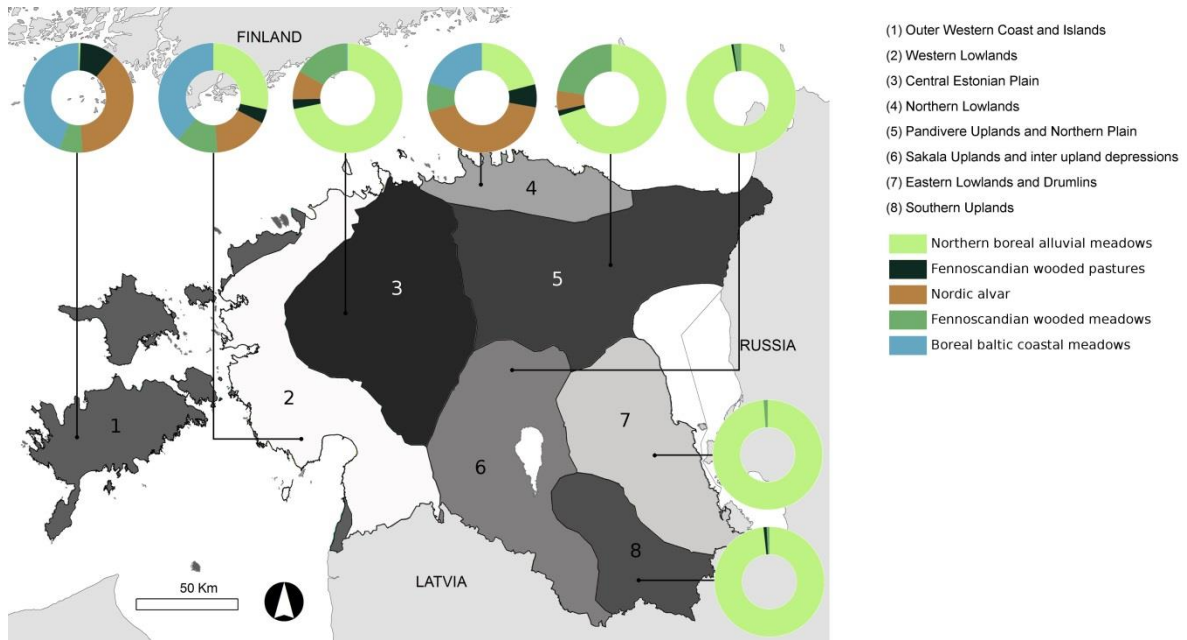 FINLAND
4
3
5
RUSSIA
2
1
7
6
8
LATVIA
50 Km
(1) Outer Western Coast and Islands
(2) Western Lowlands
(3) Central Estonian Plain
(4) Northern Lowlands
(5) Pandivere Uplands and Northern Plain
(6) Sakala Uplands and inter upland depressions
(7) Eastern Lowlands and Drumlins
(8) Southern Uplands
Northern boreal alluvial meadows
Fennoscandian wooded pastures
Nordic alvar
Fennoscandian wooded meadows
Boreal baltic coastal meadows